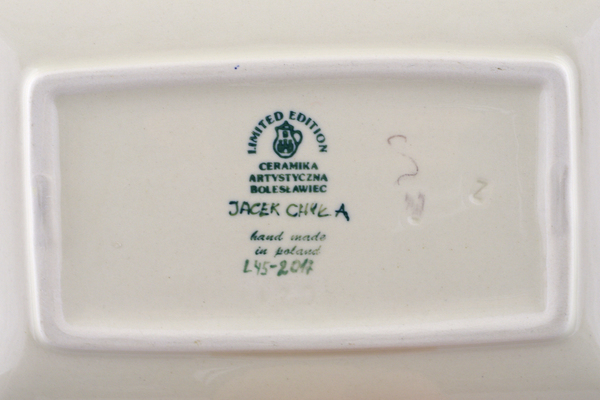 LIMITED EDITION
CERAMIKA
ARTYSTYCZNA
BOLESŁAWIEC
JACEK CHYŁA
hand made
in poland
L45-2017